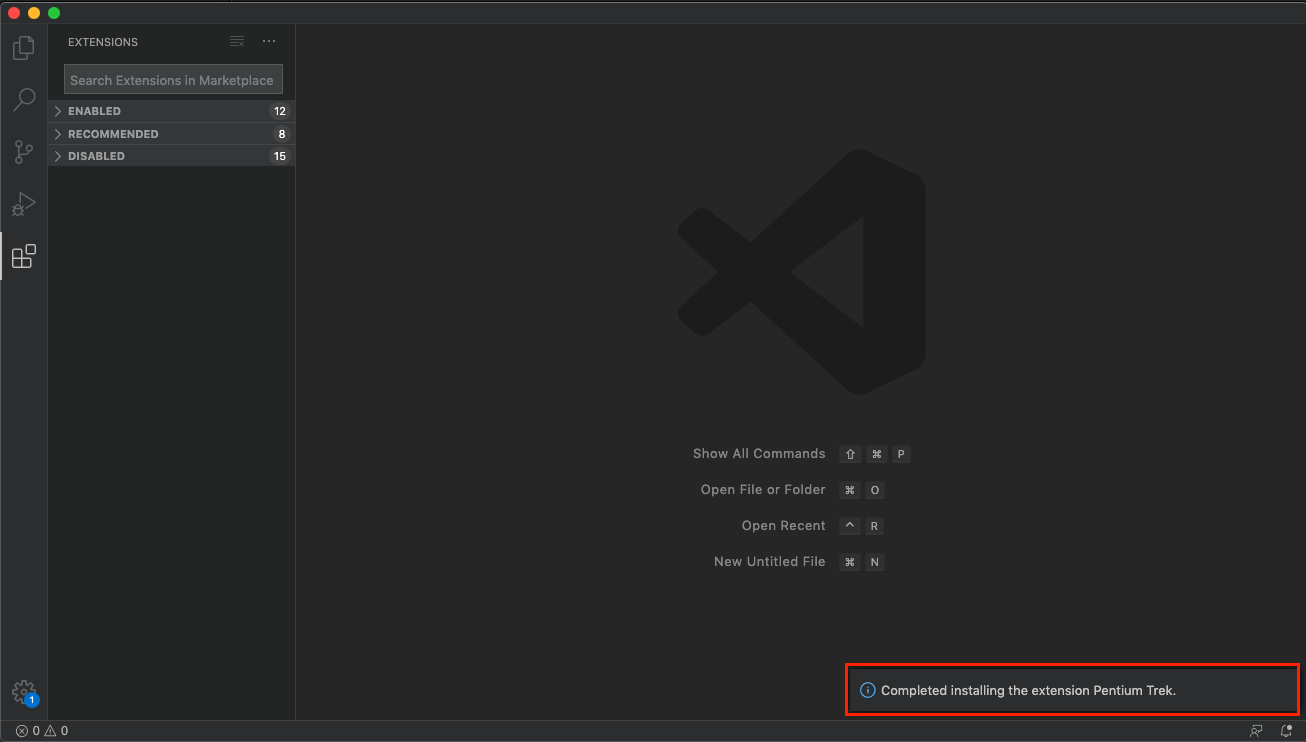 EXTENSIONS
Search Extensions in Marketplace
ENABLED 12
RECOMMENDED 8
DISABLED 15
Show All Commands ⇧ ⌘ P
Open File or Folder ⌘ O
Open Recent ^ R
New Untitled File ⌘ N
Completed installing the extension Pentium Trek.
1
0 0